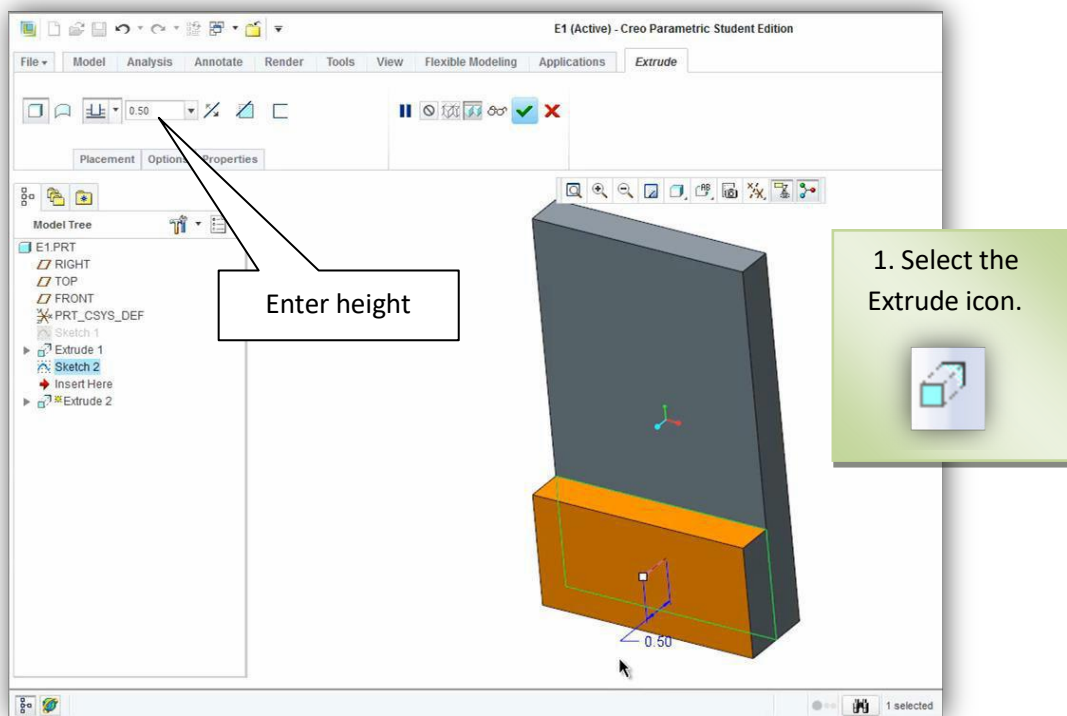 E1 (Active) - Creo Parametric Student Edition
File Model Analysis Annotate Render Tools View Flexible Modeling Applications Extrude
0.50
Placement Options Properties
Model Tree
E1.PRT
RIGHT
TOP
FRONT
PRT_CSYS_DEF
Sketch 1
Extrude 1
Sketch 2
Insert Here
Extrude 2
Enter height
1. Select the
Extrude icon.
0.50
1 selected